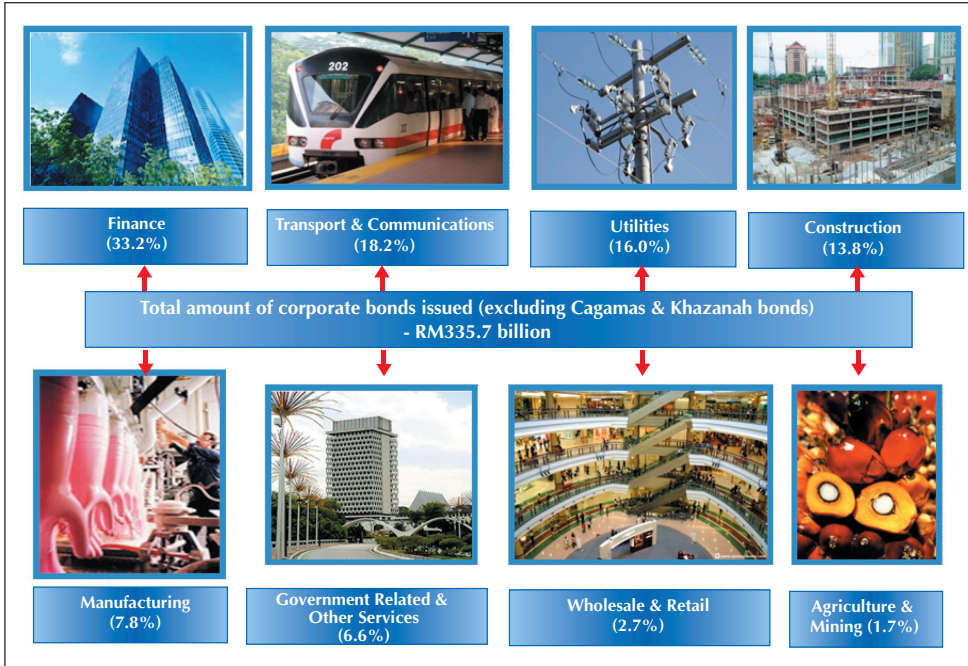 202
Finance
(33.2%)
Transport & Communications
(18.2%)
Utilities
(16.0%)
Construction
(13.8%)
Total amount of corporate bonds issued (excluding Cagamas & Khazanah bonds)
- RM335.7 billion
Manufacturing
(7.8%)
Government Related &
Other Services
(6.6%)
Wholesale & Retail
(2.7%)
Agriculture &
Mining (1.7%)